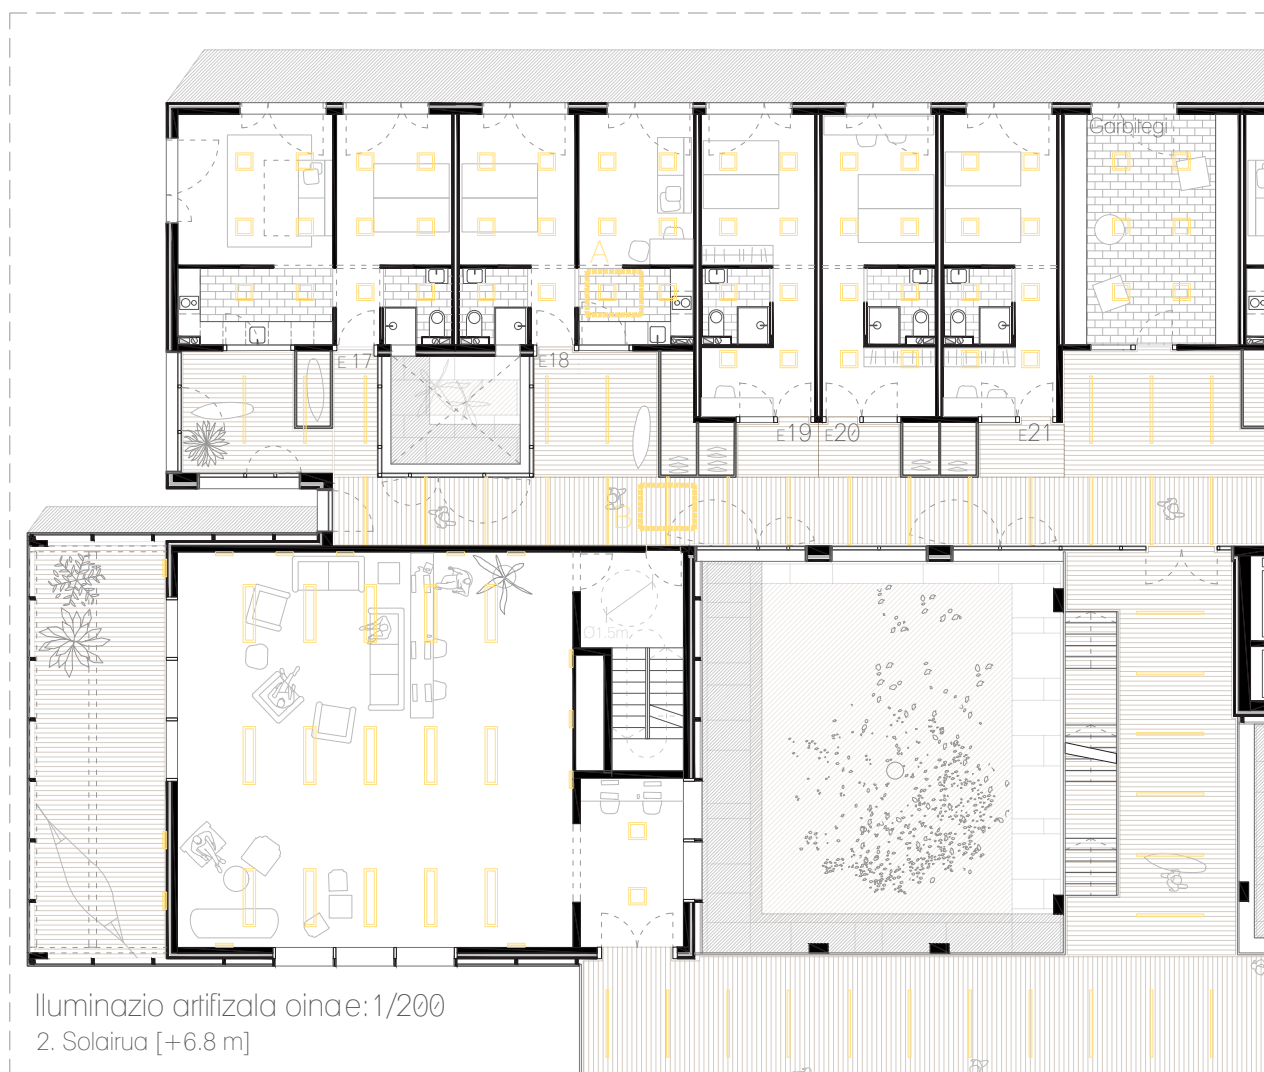 Garbitegi
A
E17
E18
E19
E20
E21
B
Ø1.5m
Iluminazio artifizala oinae:1/200
2. Solairua [+6.8 m]